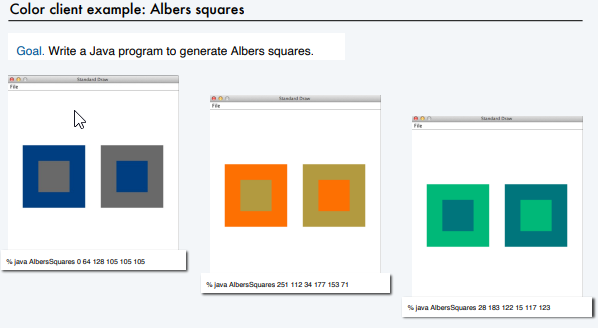 Color client example: Albers squares
Goal. Write a Java program to generate Albers squares.
Standard Draw
File
% java AlbersSquares 0 64 128 105 105 105
Standard Draw
File
% java AlbersSquares 251 112 34 177 153 71
Standard Draw
File
% java AlbersSquares 28 183 122 15 117 123